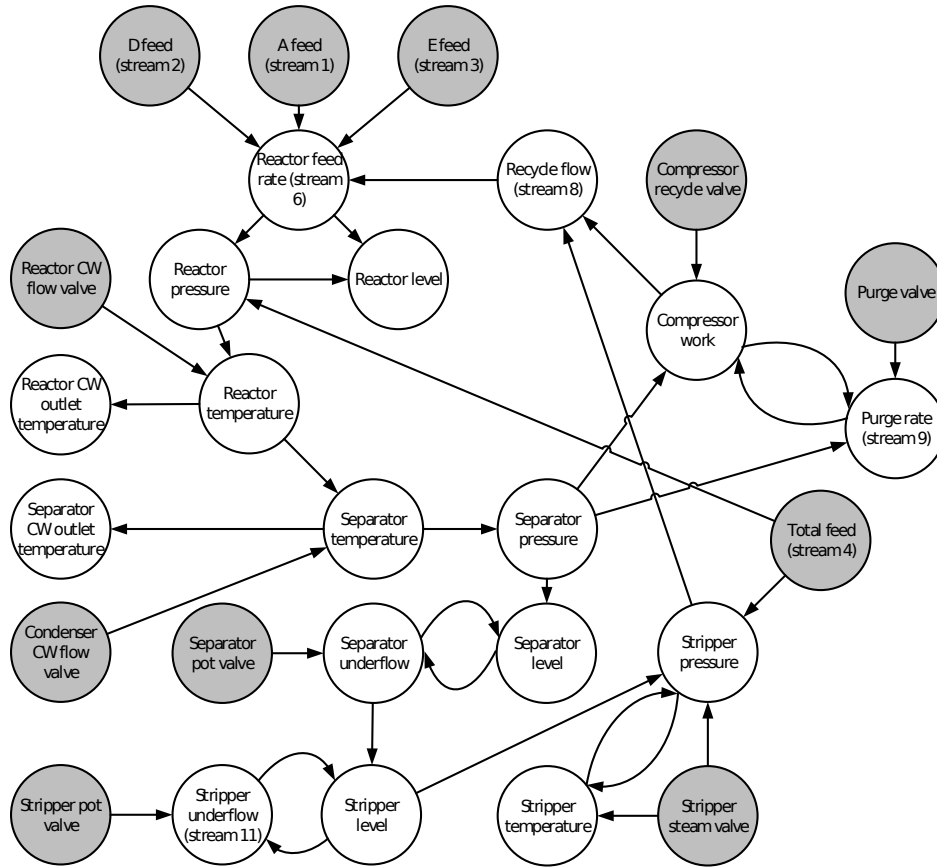 D feed
(stream 2)
A feed
(stream 1)
E feed
(stream 3)
Reactor feed
rate (stream
6)
Recycle flow
(stream 8)
Compressor
recycle valve
Reactor CW
flow valve
Reactor
pressure
Reactor level
Purge valve
Compressor
work
Reactor CW
outlet
temperature
Reactor
temperature
Purge rate
(stream 9)
Separator
CW outlet
temperature
Separator
temperature
Separator
pressure
Total feed
(stream 4)
Condenser
CW flow
valve
Separator
pot valve
Separator
underflow
Separator
level
Stripper
pressure
Stripper pot
valve
Stripper
underflow
(stream 11)
Stripper
level
Stripper
temperature
Stripper
steam valve